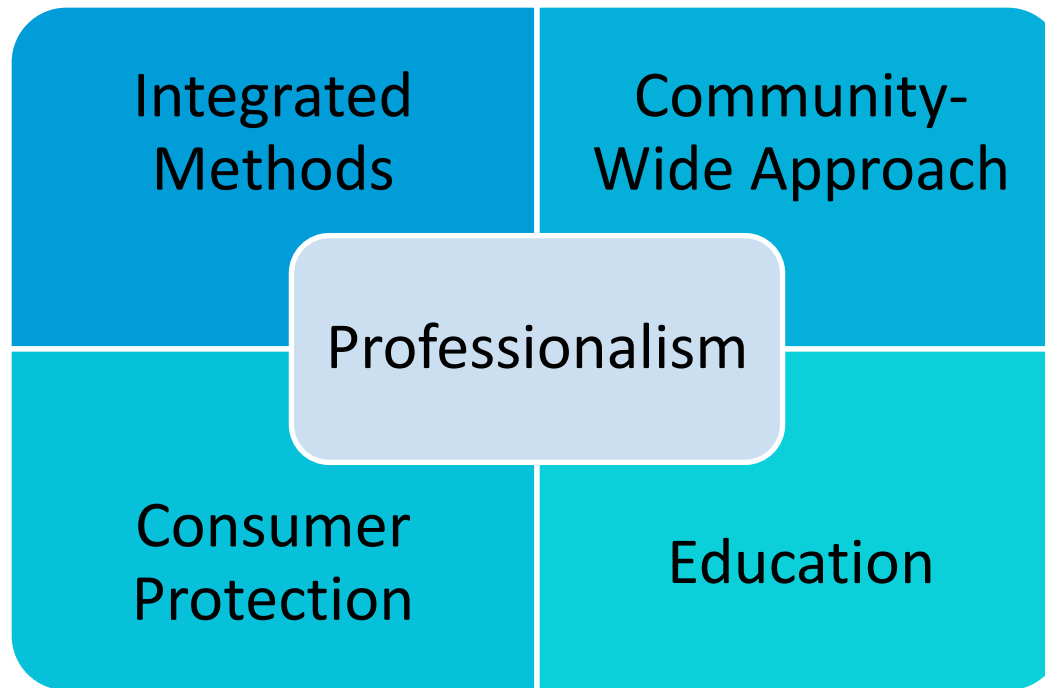 Integrated
Methods
Community-
Wide Approach
Professionalism
Consumer
Protection
Education